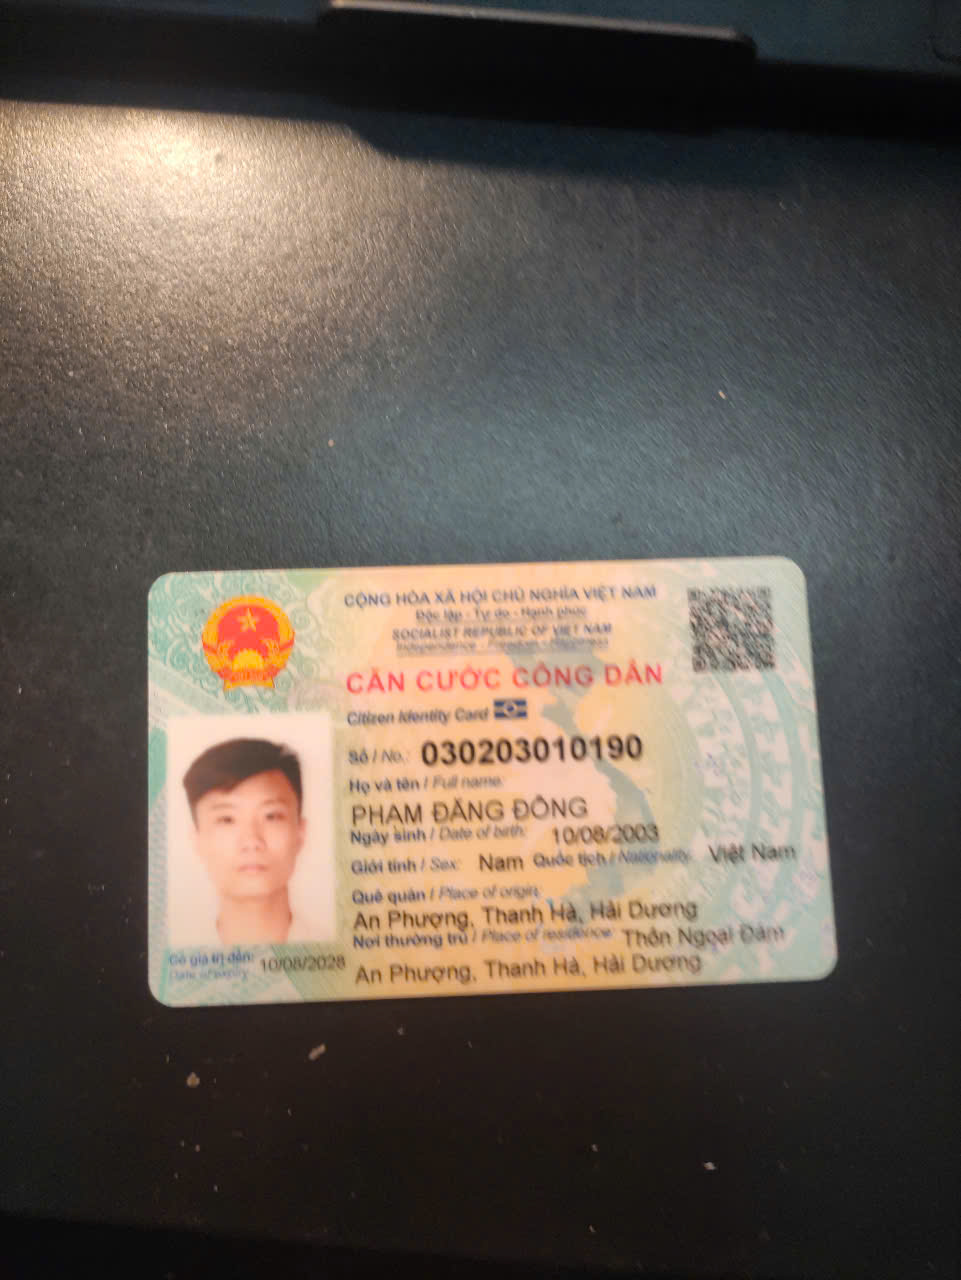 CỘNG HÒA XÃ HỘI CHỦ NGHĨA VIỆT NAM
Độc lập - Tự do - Hạnh phúc
SOCIALIST REPUBLIC OF VIET NAM
Independence - Freedom - Happiness
CĂN CƯỚC CÔNG DÂN
Citizen Identity Card
Số / No.: 030203010190
Họ và tên / Full name:
PHẠM ĐĂNG ĐÔNG
Ngày sinh / Date of birth: 10/08/2003
Giới tính / Sex: Nam Quốc tịch / Nationality: Việt Nam
Quê quán / Place of origin:
An Phượng, Thanh Hà, Hải Dương
Nơi thường trú / Place of residence: Thôn Ngoại Đàm
An Phượng, Thanh Hà, Hải Dương
Có giá trị đến: 10/08/2028
Date of expiry